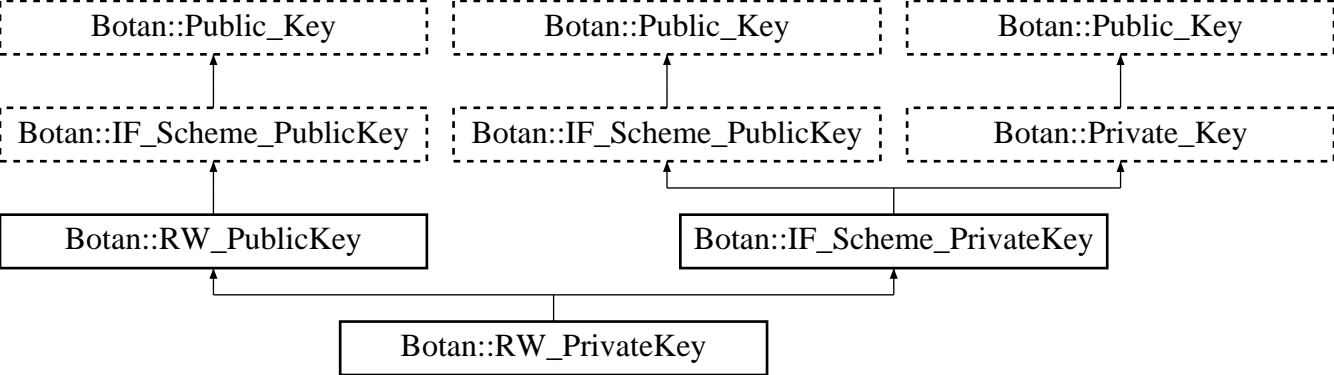 Botan::Public_Key
Botan::Public_Key
Botan::Public_Key
Botan::IF_Scheme_PublicKey
Botan::IF_Scheme_PublicKey
Botan::Private_Key
Botan::RW_PublicKey
Botan::IF_Scheme_PrivateKey
Botan::RW_PrivateKey